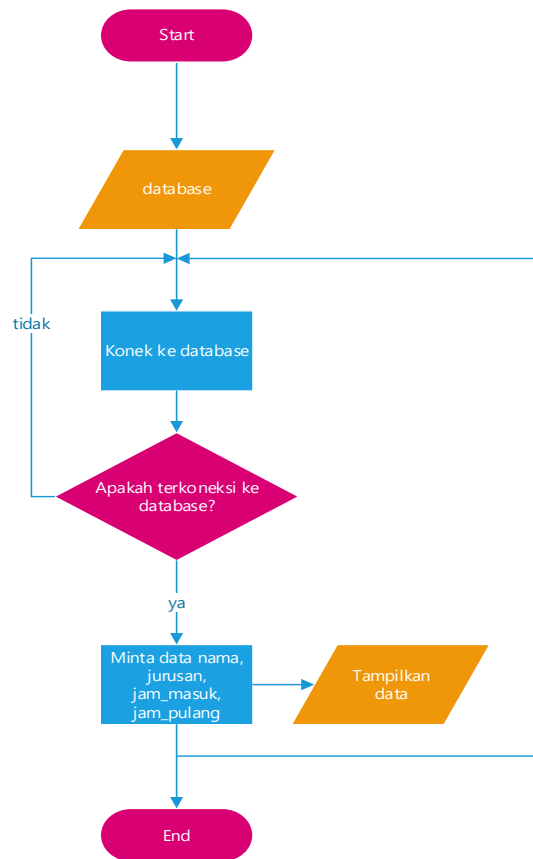 Start
database
tidak
Konek ke database
Apakah terkoneksi ke
database?
ya
Minta data nama,
jurusan,
jam_masuk,
jam_pulang
Tampilkan
data
End